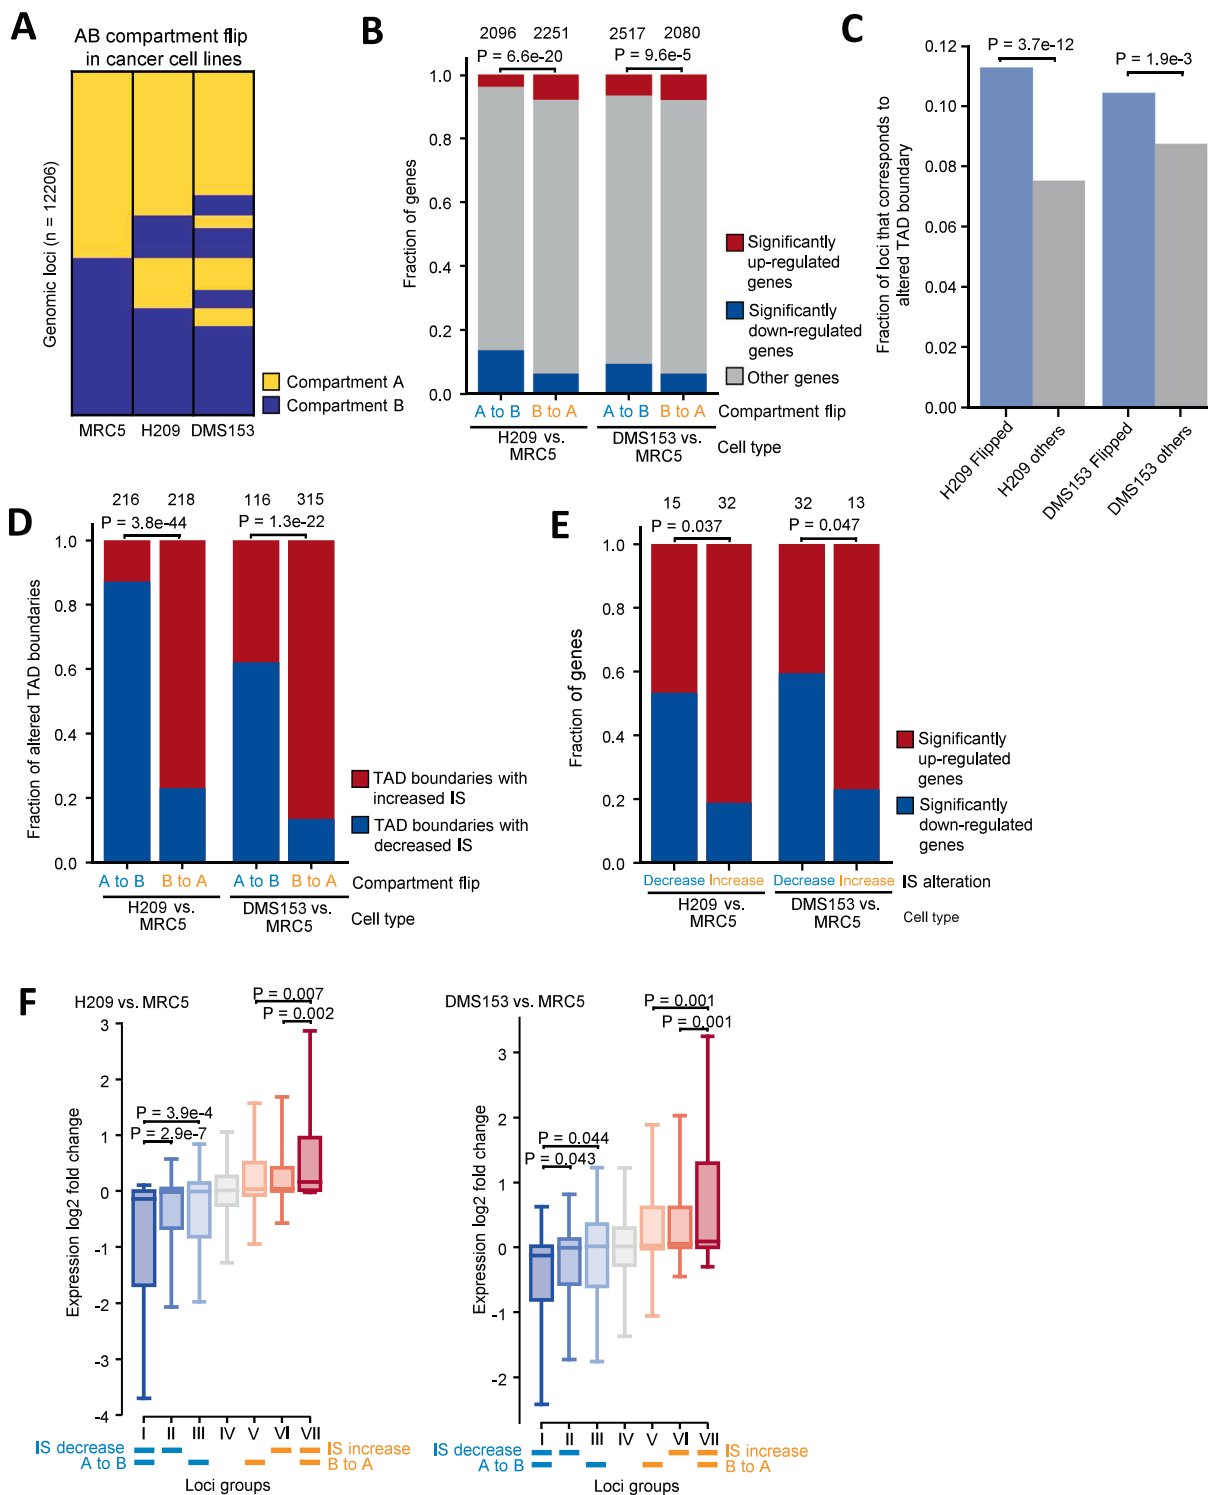 A
AB compartment flip
in cancer cell lines
Genomic loci (n = 12206)
MRC5 H209 DMS153
Compartment A
Compartment B
B
2096 2251 2517 2080
P = 6.6e-20 P = 9.6e-5
Fraction of genes
1.0
0.8
0.6
0.4
0.2
0.0
Significantly
up-regulated
genes
Significantly
down-regulated
genes
Other genes
A to B B to A A to B B to A Compartment flip
H209 vs.
MRC5
DMS153 vs.
MRC5
Cell type
C
P = 3.7e-12
P = 1.9e-3
Fraction of loci that corresponds to
altered TAD boundary
0.12
0.10
0.08
0.06
0.04
0.02
0.00
H209 Flipped
H209 others
DMS153 Flipped
DMS153 others
D
216 218 116 315
P = 3.8e-44 P = 1.3e-22
Fraction of altered TAD boundaries
1.0
0.8
0.6
0.4
0.2
0.0
TAD boundaries with
increased IS
TAD boundaries with
decreased IS
A to B B to A A to B B to A Compartment flip
H209 vs.
MRC5
DMS153 vs.
MRC5
Cell type
E
15 32 32 13
P = 0.037 P = 0.047
Fraction of genes
1.0
0.8
0.6
0.4
0.2
0.0
Significantly
up-regulated
genes
Significantly
down-regulated
genes
Decrease Increase Decrease Increase IS alteration
H209 vs.
MRC5
DMS153 vs.
MRC5
Cell type
F
H209 vs. MRC5
P = 0.007
P = 0.002
P = 3.9e-4
P = 2.9e-7
Expression log2 fold change
3
2
1
0
-1
-2
-3
-4
I II III IV V VI VII
IS decrease IS increase
A to B B to A
Loci groups
DMS153 vs. MRC5
P = 0.001
P = 0.001
P = 0.044
P = 0.043
Expression log2 fold change
3
2
1
0
-1
-2
I II III IV V VI VII
IS decrease IS increase
A to B B to A
Loci groups